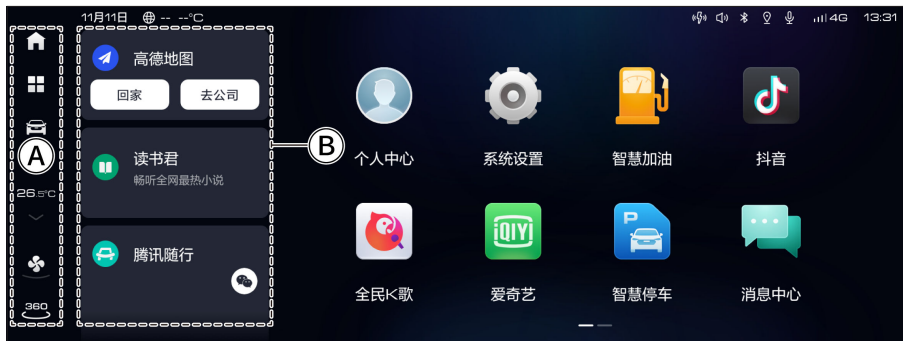 11月11日 -- --°C
4G 13:31
A
26.5°C
360
高德地图
回家 去公司
B
读书君
畅听全网最热小说
腾讯随行
个人中心 系统设置 智慧加油 抖音
iQIYI
P
全民K歌 爱奇艺 智慧停车 消息中心